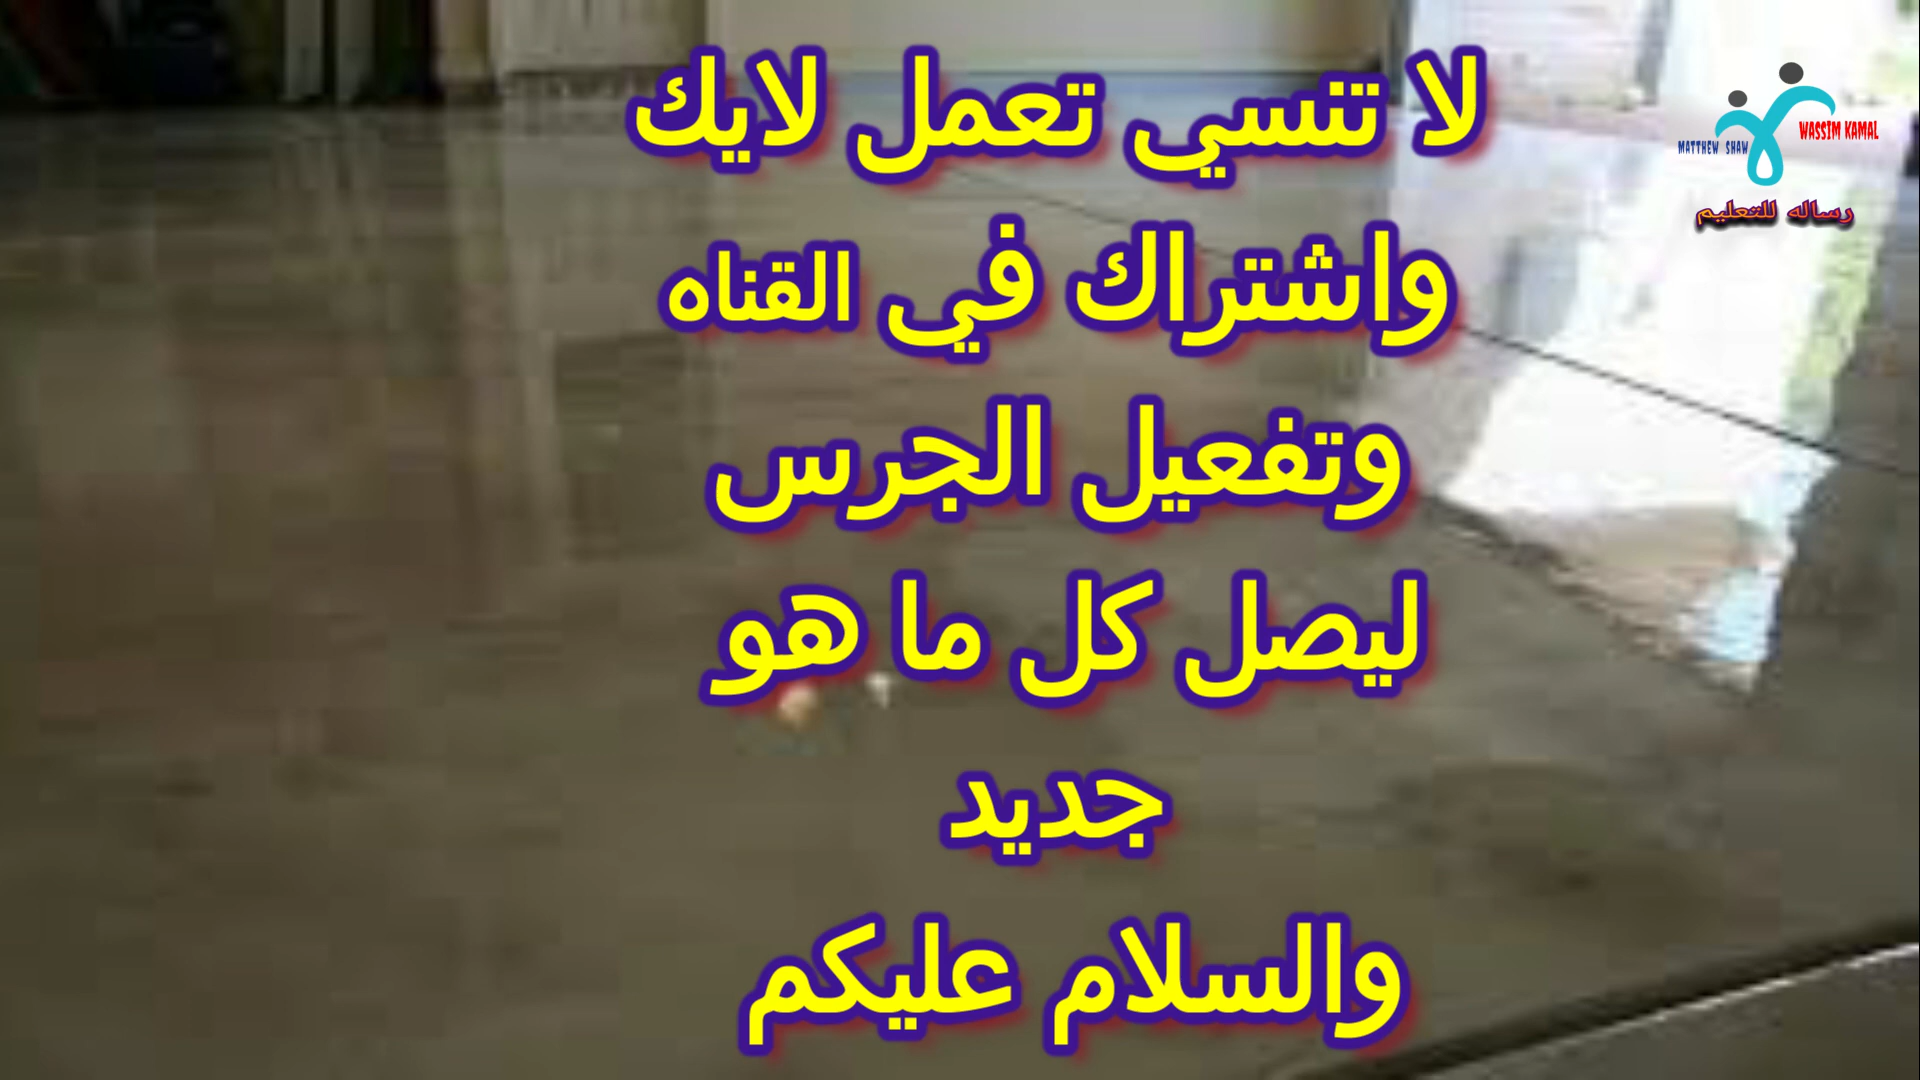 لا تنسي تعمل لايك
واشتراك في القناه
وتفعيل الجرس
ليصل كل ما هو
جديد
والسلام عليكم
MATTHEW SHAW
WASSIM KAMAL
رساله للتعليم